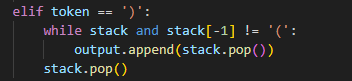 elif token == ')':
    while stack and stack[-1] != '(':
        output.append(stack.pop())
    stack.pop()